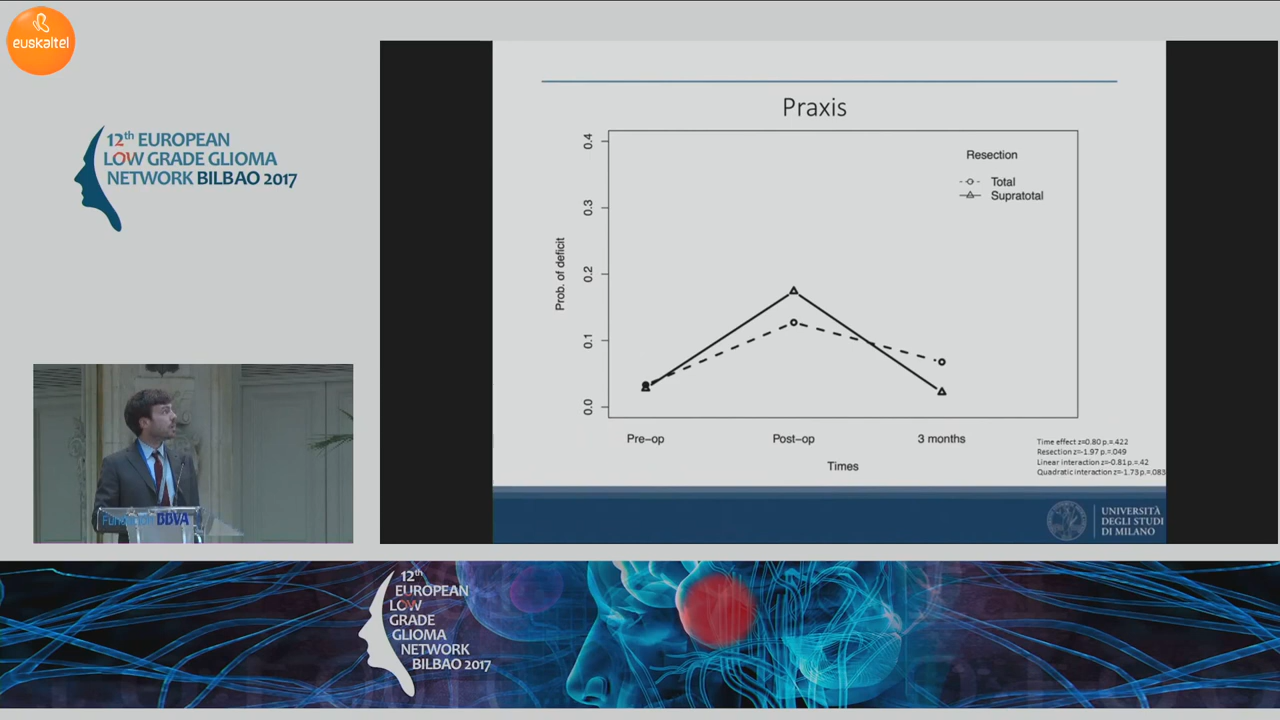 euskaltel
12th EUROPEAN
LOW GRADE GLIOMA
NETWORK BILBAO 2017
Praxis
Resection
Total
Supratotal
Prob. of deficit
0.4
0.3
0.2
0.1
0.0
Pre-op
Post-op
3 months
Times
Time effect z=0.80 p.=.422
Resection z=-1.97 p.=.049
Linear interaction z=-0.81 p.=.42
Quadratic interaction z=-1.73 p.=.083
UNIVERSITÀ
DEGLI STUDI
DI MILANO
Fundación BBVA
12th
EUROPEAN
LOW
GRADE
GLIOMA
NETWORK
BILBAO 2017